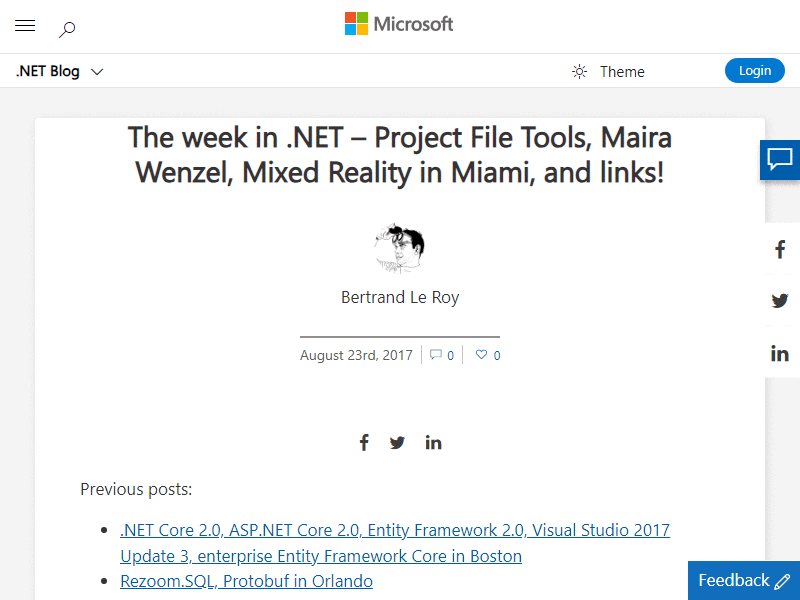 Microsoft
.NET Blog
Theme
Login
The week in .NET – Project File Tools, Maira
Wenzel, Mixed Reality in Miami, and links!
Bertrand Le Roy
August 23rd, 2017
0
0
Previous posts:
.NET Core 2.0, ASP.NET Core 2.0, Entity Framework 2.0, Visual Studio 2017
Update 3, enterprise Entity Framework Core in Boston
Rezoom.SQL, Protobuf in Orlando
Feedback